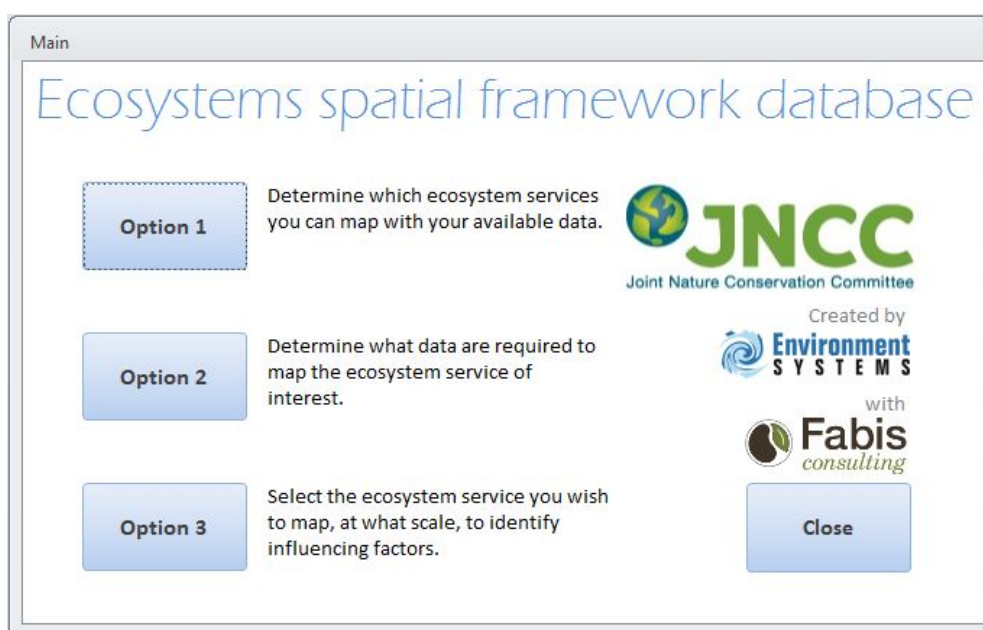 Main
Ecosystems spatial framework database
Option 1
Determine which ecosystem services
you can map with your available data.
JNCC
Joint Nature Conservation Committee
Created by
Environment
SYSTEMS
with
Fabis
consulting
Option 2
Determine what data are required to
map the ecosystem service of
interest.
Option 3
Select the ecosystem service you wish
to map, at what scale, to identify
influencing factors.
Close